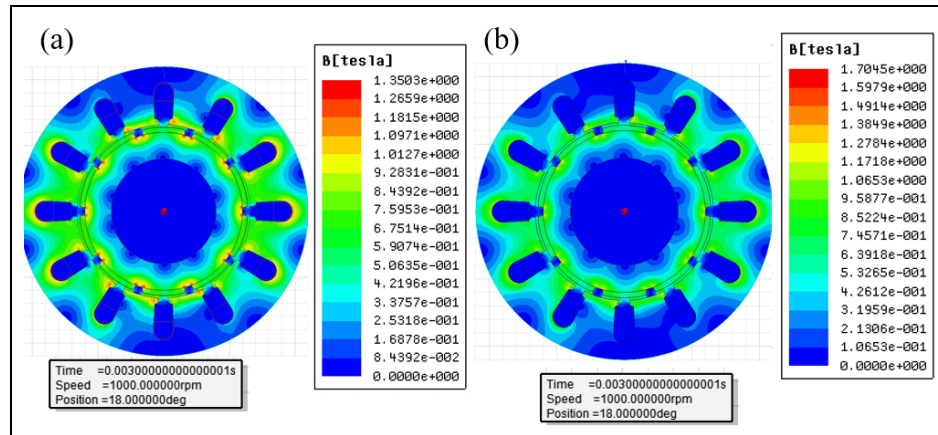 (a)
B[tesla]
1.3503e+000
1.2659e+000
1.1815e+000
1.0971e+000
1.0127e+000
9.2831e-001
8.4392e-001
7.5953e-001
6.7514e-001
5.9074e-001
5.0635e-001
4.2196e-001
3.3757e-001
2.5318e-001
1.6878e-001
8.4392e-002
0.0000e+000
Time =0.00300000000000001s
Speed =1000.000000rpm
Position =18.000000deg
(b)
B[tesla]
1.7045e+000
1.5979e+000
1.4914e+000
1.3849e+000
1.2784e+000
1.1718e+000
1.0653e+000
9.5877e-001
8.5224e-001
7.4571e-001
6.3918e-001
5.3265e-001
4.2612e-001
3.1959e-001
2.1306e-001
1.0653e-001
0.0000e+000
Time =0.00300000000000001s
Speed =1000.000000rpm
Position =18.000000deg